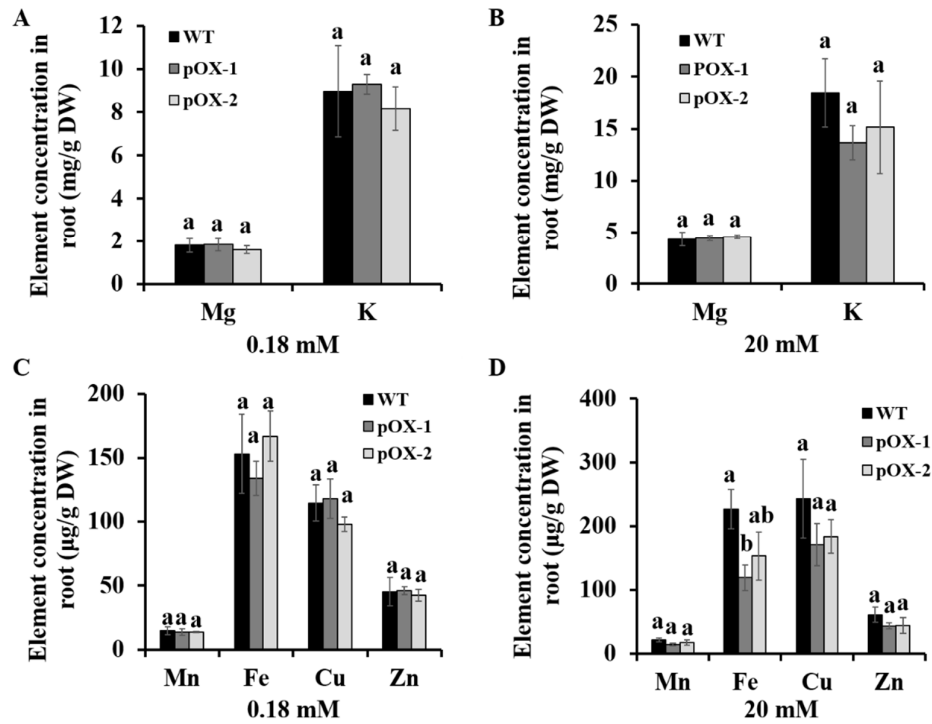 A
Element concentration in
root (mg/g DW)
12
10
8
6
4
2
0
WT
pOX-1
pOX-2
a a a
a a a
Mg K
0.18 mM
B
Element concentration in
root (mg/g DW)
25
20
15
10
5
0
WT
POX-1
pOX-2
a a a
a a a
Mg K
20 mM
C
Element concentration in
root (µg/g DW)
200
150
100
50
0
WT
pOX-1
pOX-2
a a a
a a a
a a a
a a a
Mn Fe Cu Zn
0.18 mM
D
Element concentration in
root (µg/g DW)
400
300
200
100
0
WT
pOX-1
pOX-2
a a a
a b ab
a a a
a a a
Mn Fe Cu Zn
20 mM